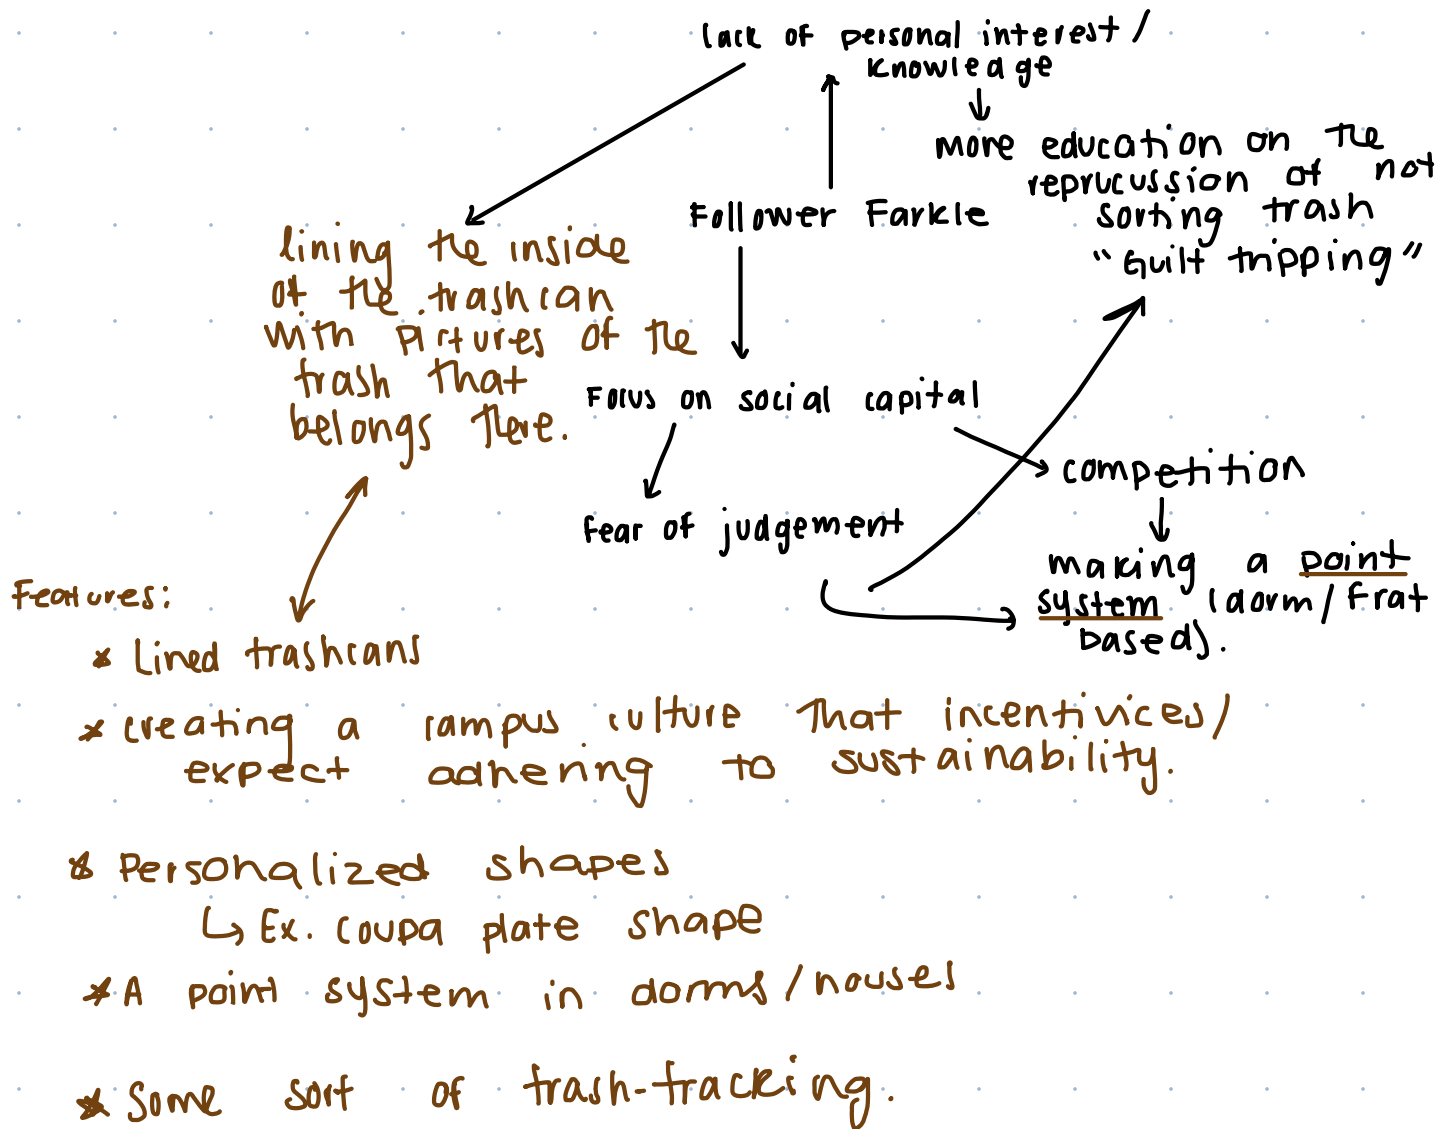 lack of personal interest /
knowledge
more education on the
reprucussion of not
sorting trash
"Guilt tripping"
Follower Farkle
lining the inside
of the trashcan
with pictures of the
trash that
belongs there.
Focus on social capital
fear of judgement
competition
making a point
system (dorm/frat
based).
Features:
* Lined trashcans
* creating a campus culture that incentivices/
expect adhering to sustainability.
* Personalized shapes
↳ Ex. coupa plate shape
* A point system in dorms/houses
* Some sort of trash-tracking.